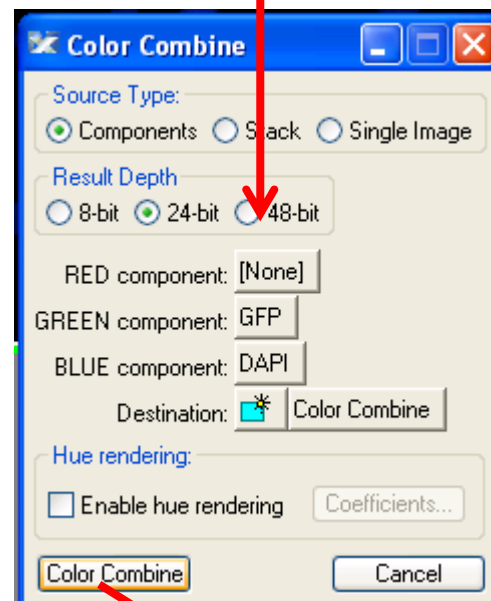 Color Combine
Source Type:
Components Stack Single Image
Result Depth
8-bit 24-bit 48-bit
RED component: [None]
GREEN component: GFP
BLUE component: DAPI
Destination: Color Combine
Hue rendering:
Enable hue rendering Coefficients...
Color Combine Cancel